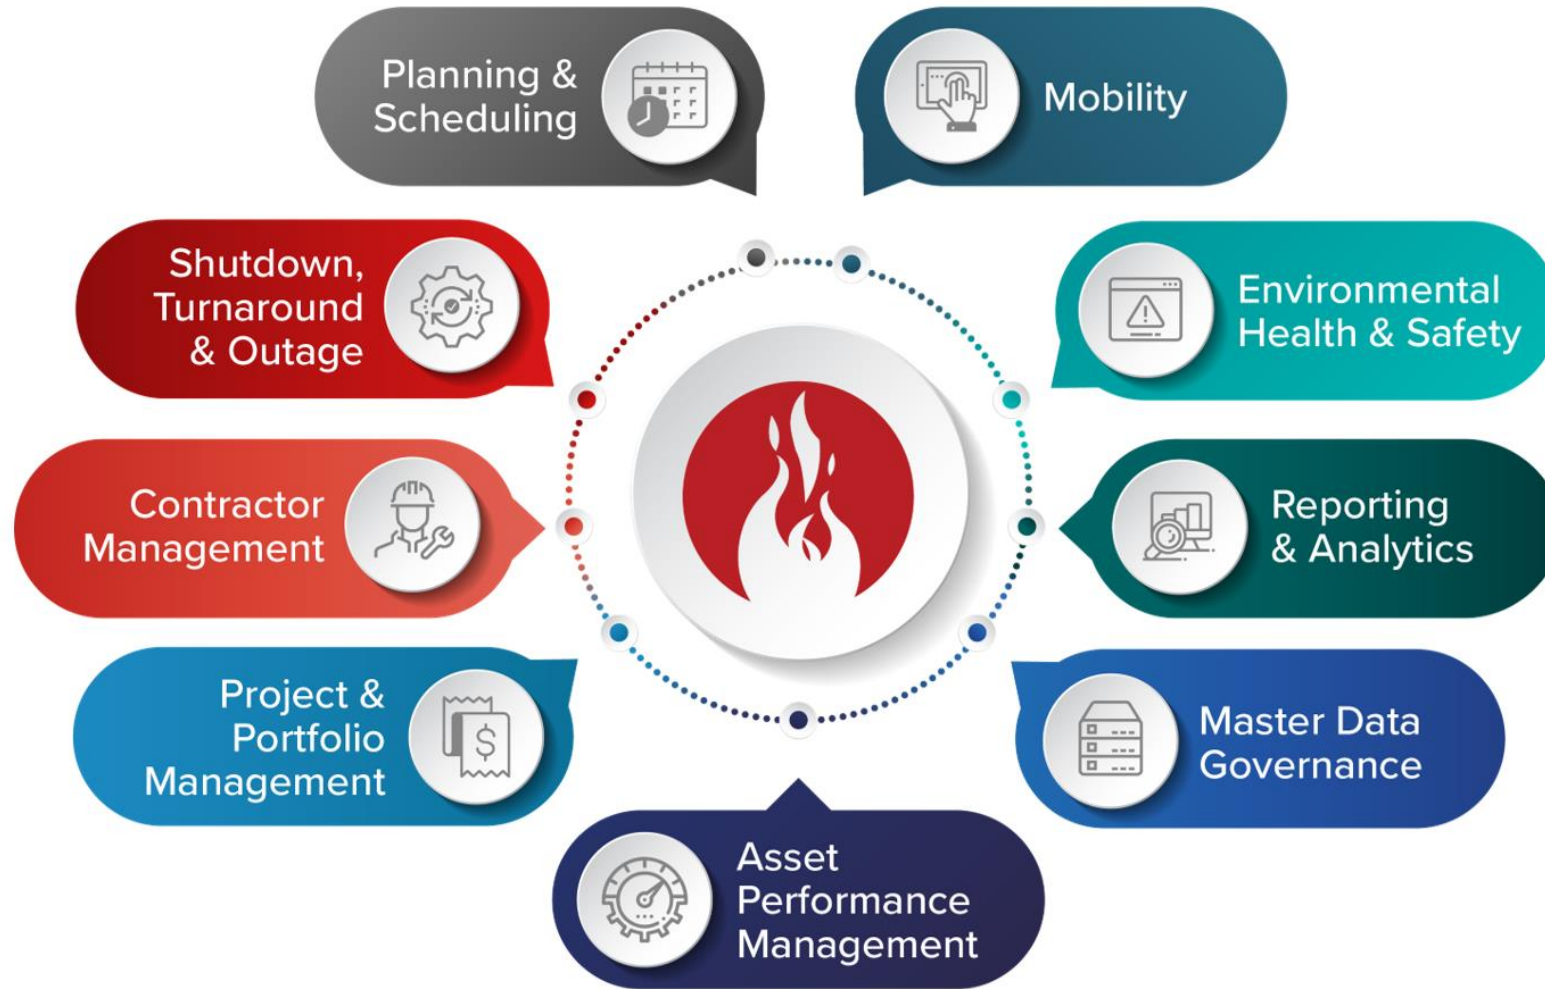 Planning &
Scheduling
Mobility
Shutdown,
Turnaround
& Outage
Environmental
Health & Safety
Contractor
Management
Reporting
& Analytics
Project &
Portfolio
Management
$
Master Data
Governance
Asset
Performance
Management